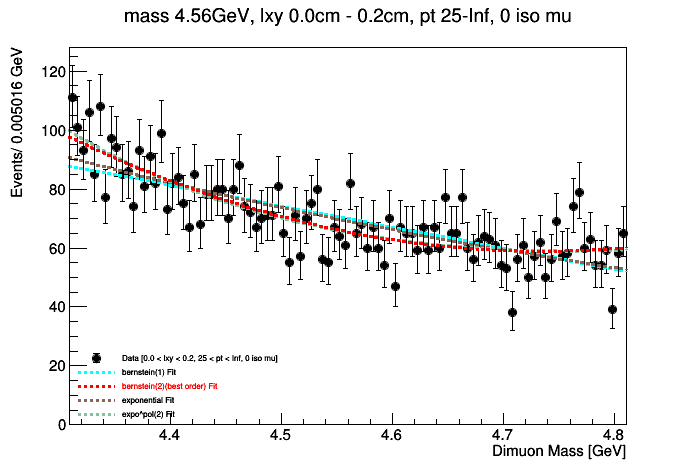 mass 4.56GeV, lxy 0.0cm - 0.2cm, pt 25-Inf, 0 iso mu
Events/ 0.005016 GeV
120
100
80
60
40
20
0
Data [0.0 < lxy < 0.2, 25 < pt < Inf, 0 iso mu]
bernstein(1) Fit
bernstein(2)(best order) Fit
exponential Fit
expo*pol(2) Fit
4.4 4.5 4.6 4.7 4.8
Dimuon Mass [GeV]